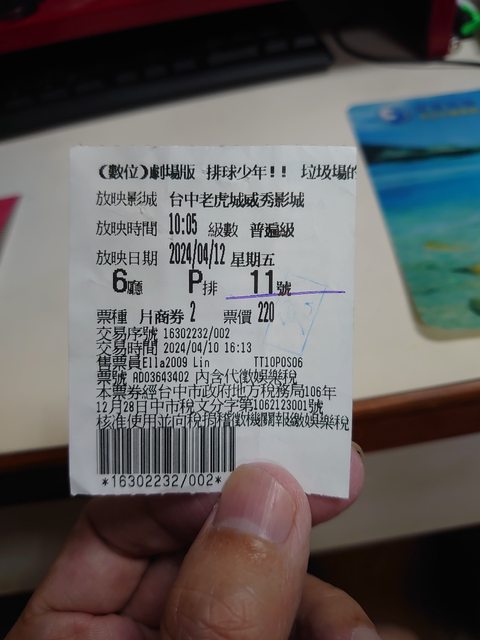 (數位)劇場版 排球少年!! 垃圾場的
放映影城 台中老虎城威秀影城
放映時間 10:05 級數 普遍級
放映日期 2024/04/12 星期五
6廳 P排 11號
票種 片商券2 票價 220
交易序號 16302232/002
交易時間 2024/04/10 16:13
售票員Ella2009 Lin TT10POS06
票號 AD03643402 內含代徵娛樂稅
本票券經台中市政府地方稅務局106年
12月28日中市稅文分字第1062123001號
核准使用並向稅捐稽徵機關報繳娛樂稅
*16302232/002*